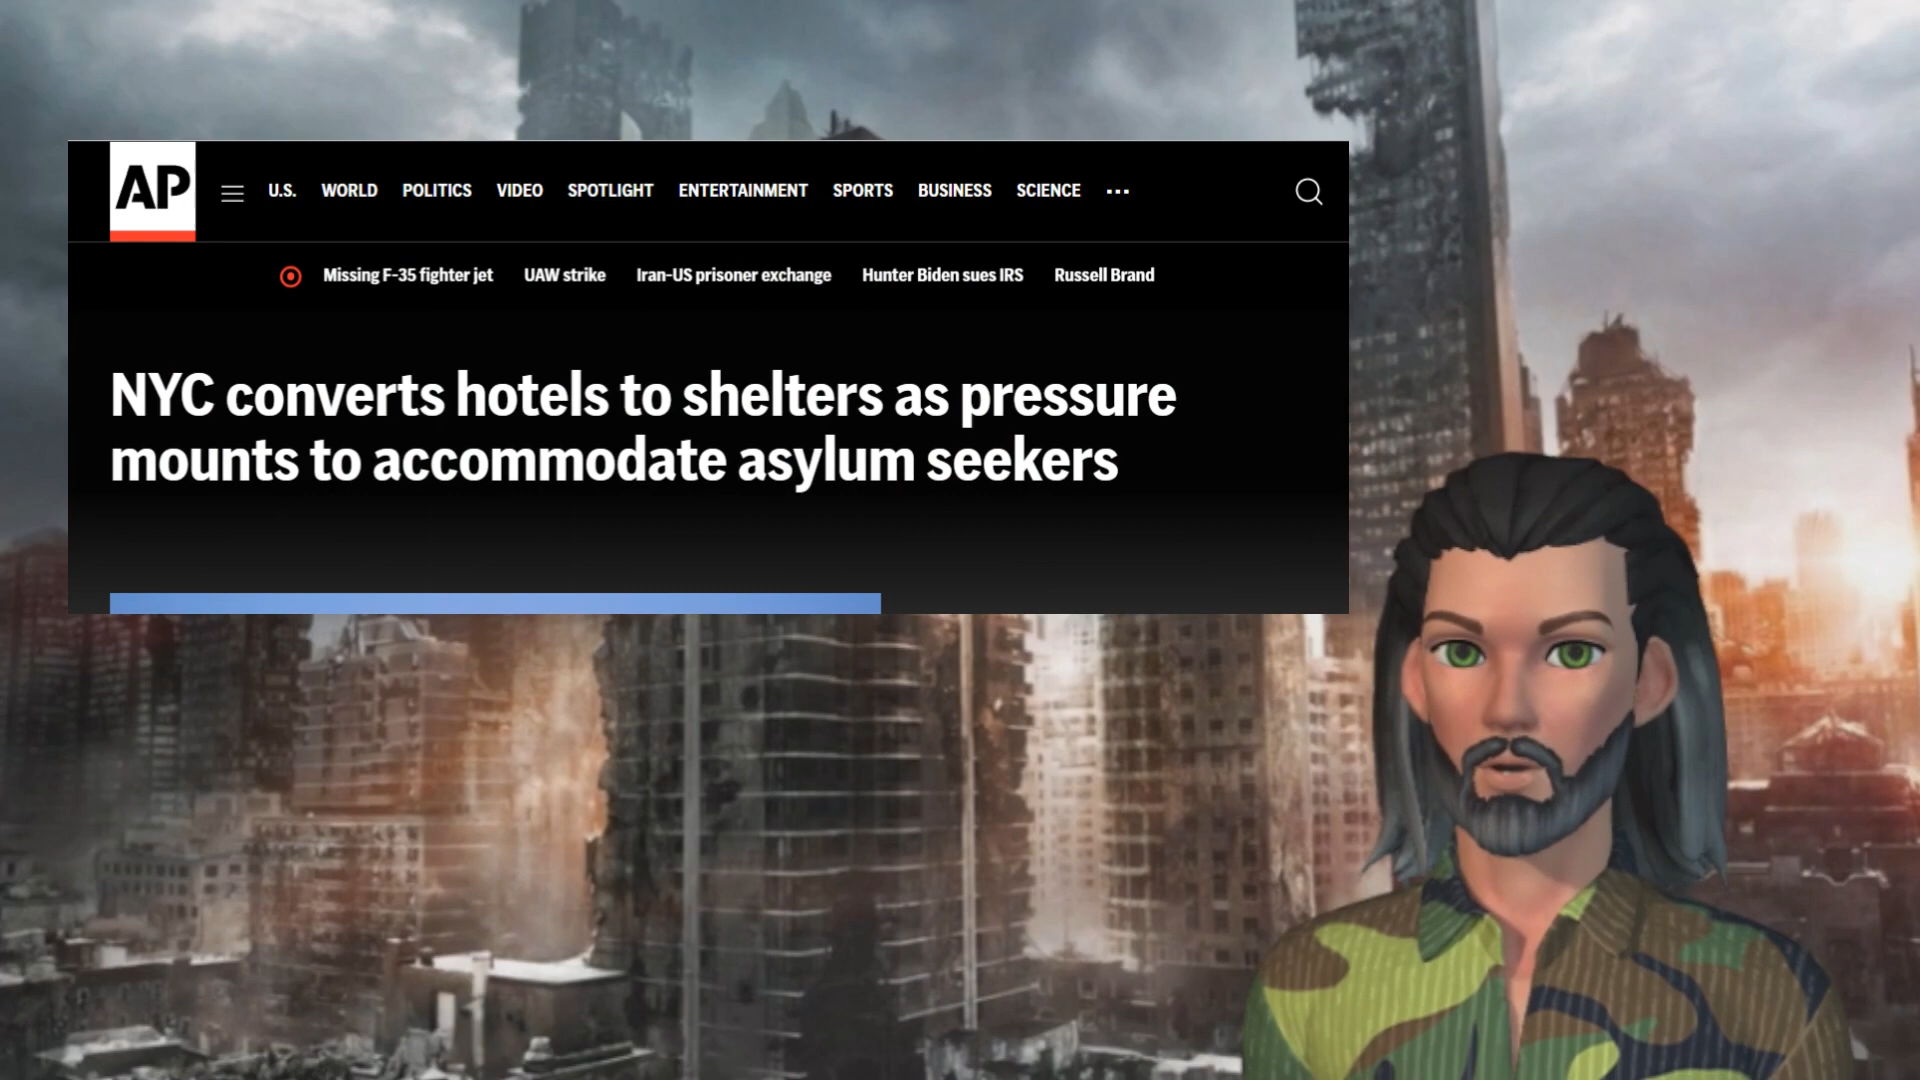 AP
U.S. WORLD POLITICS VIDEO SPOTLIGHT ENTERTAINMENT SPORTS BUSINESS SCIENCE ...
Missing F-35 fighter jet UAW strike Iran-US prisoner exchange Hunter Biden sues IRS Russell Brand
NYC converts hotels to shelters as pressure
mounts to accommodate asylum seekers